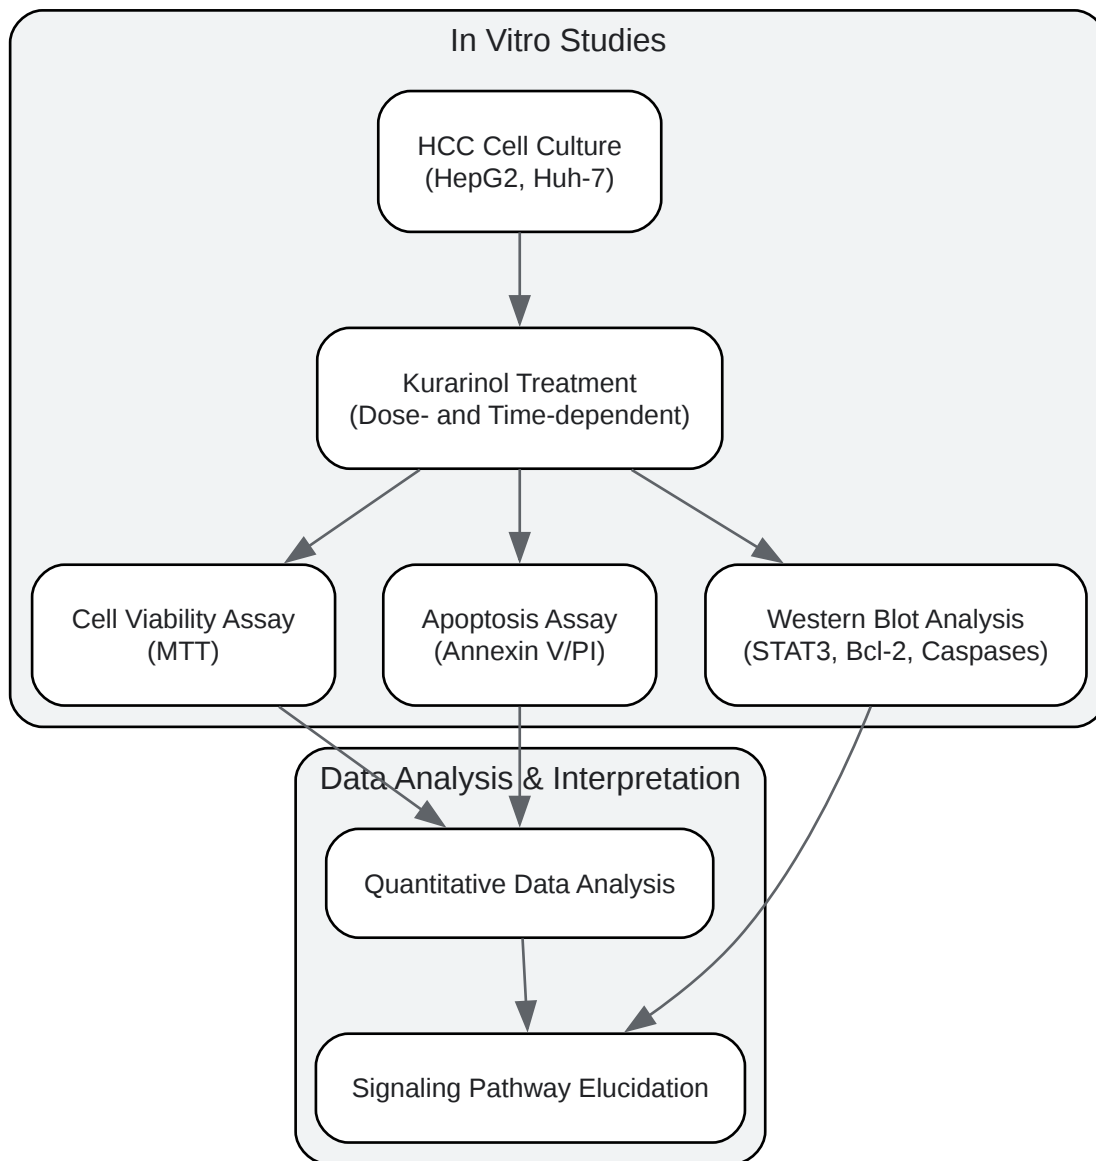 In Vitro Studies
HCC Cell Culture
(HepG2, Huh-7)
Kurarinol Treatment
(Dose- and Time-dependent)
Cell Viability Assay
(MTT)
Apoptosis Assay
(Annexin V/PI)
Western Blot Analysis
(STAT3, Bcl-2, Caspases)
Data Analysis & Interpretation
Quantitative Data Analysis
Signaling Pathway Elucidation